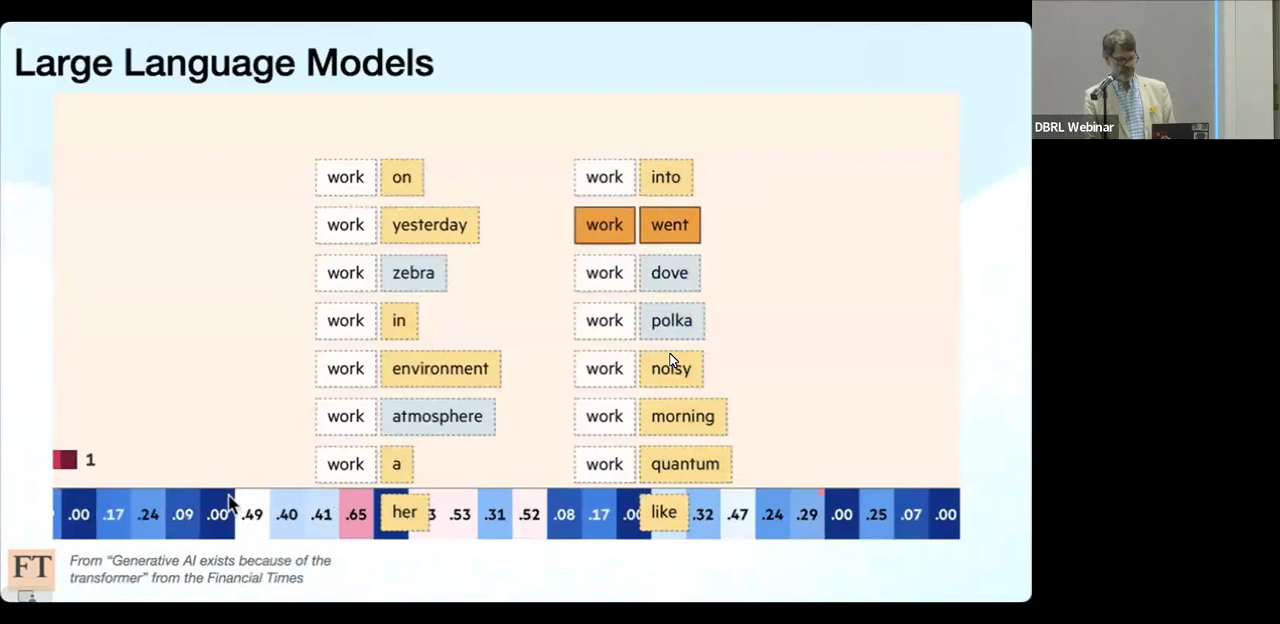 Large Language Models
DBRL Webinar
work on
work into
work yesterday
work went
work zebra
work dove
work in
work polka
work environment
work noisy
work atmosphere
work morning
work a
work quantum
1
.00 .17 .24 .09 .00 .49 .40 .41 .65 her 3 .53 .31 .52 .08 .17 .00 like .32 .47 .24 .29 .00 .25 .07 .00
FT
From “Generative AI exists because of the
transformer” from the Financial Times